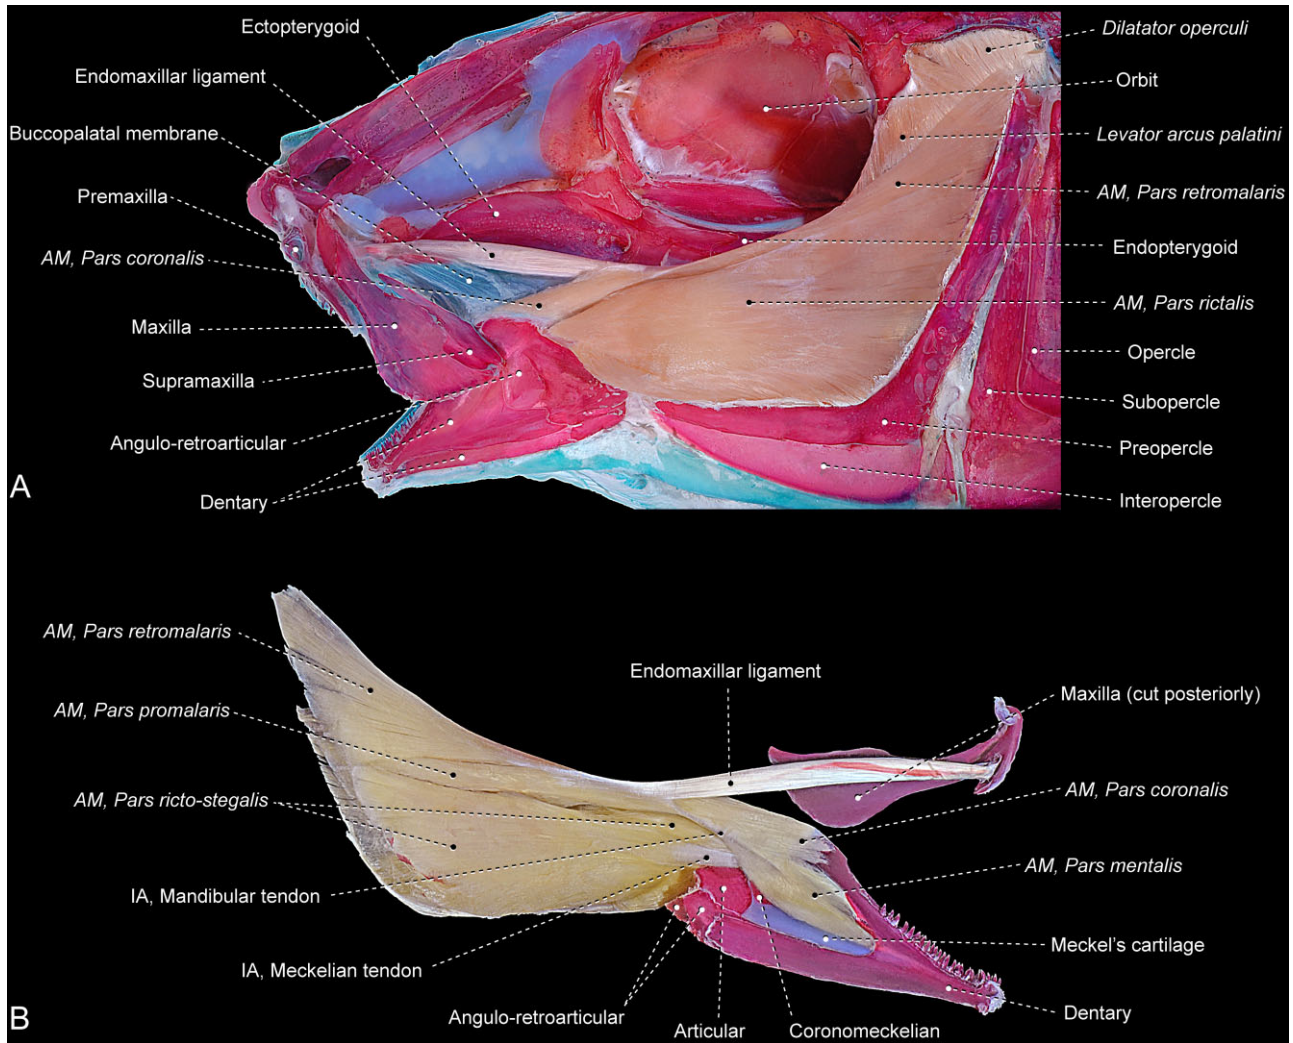 Ectopterygoid
Endomaxillar ligament
Buccopalatal membrane
Premaxilla
AM, Pars coronalis
Maxilla
Supramaxilla
Angulo-retroarticular
Dentary
A
Dilatator operculi
Orbit
Levator arcus palatini
AM, Pars retromalaris
Endopterygoid
AM, Pars rictalis
Opercle
Subopercle
Preopercle
Interopercle
AM, Pars retromalaris
AM, Pars promalaris
AM, Pars ricto-stegalis
IA, Mandibular tendon
IA, Meckelian tendon
Angulo-retroarticular
Articular
Coronomeckelian
Endomaxillar ligament
Maxilla (cut posteriorly)
AM, Pars coronalis
AM, Pars mentalis
Meckel's cartilage
Dentary
B